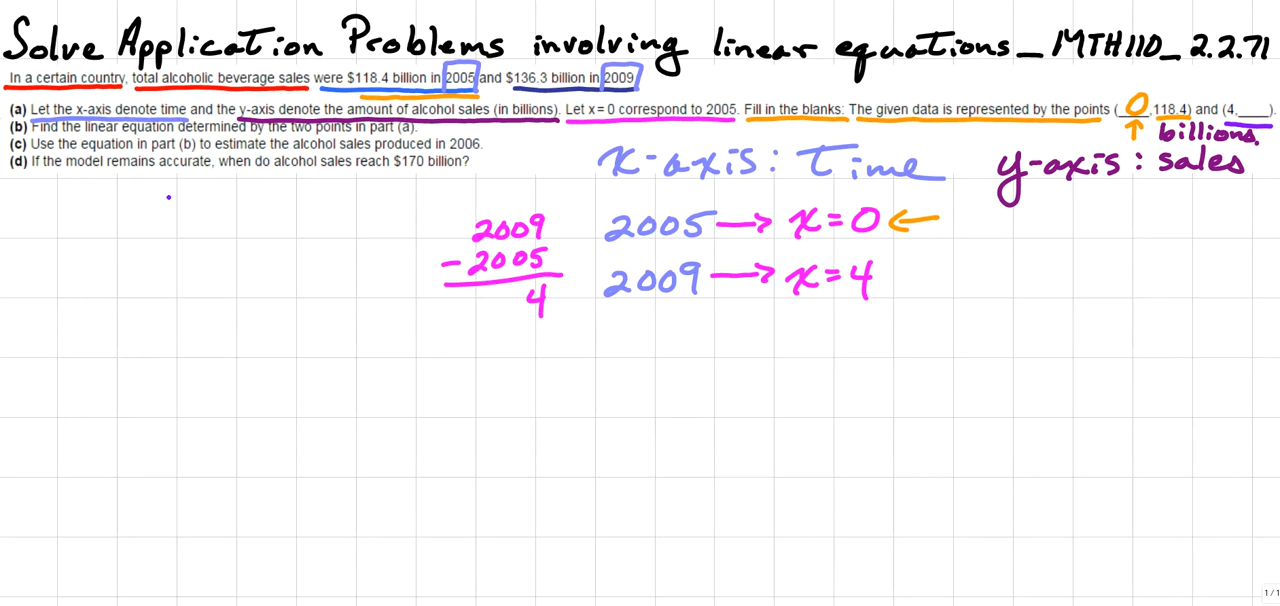 Solve Application Problems involving linear equations_MTH110_2.2.71
In a certain country, total alcoholic beverage sales were $118.4 billion in 2005 and $136.3 billion in 2009.
(a) Let the x-axis denote time and the y-axis denote the amount of alcohol sales (in billions). Let x = 0 correspond to 2005. Fill in the blanks: The given data is represented by the points (0,118.4) and (4,____).
(b) Find the linear equation determined by the two points in part (a).
(c) Use the equation in part (b) to estimate the alcohol sales produced in 2006.
(d) If the model remains accurate, when do alcohol sales reach $170 billion?
billions.
x-axis: Time
y-axis: sales
2009
-2005
4
2005 → x=0 ←
2009 → x=4
1/1